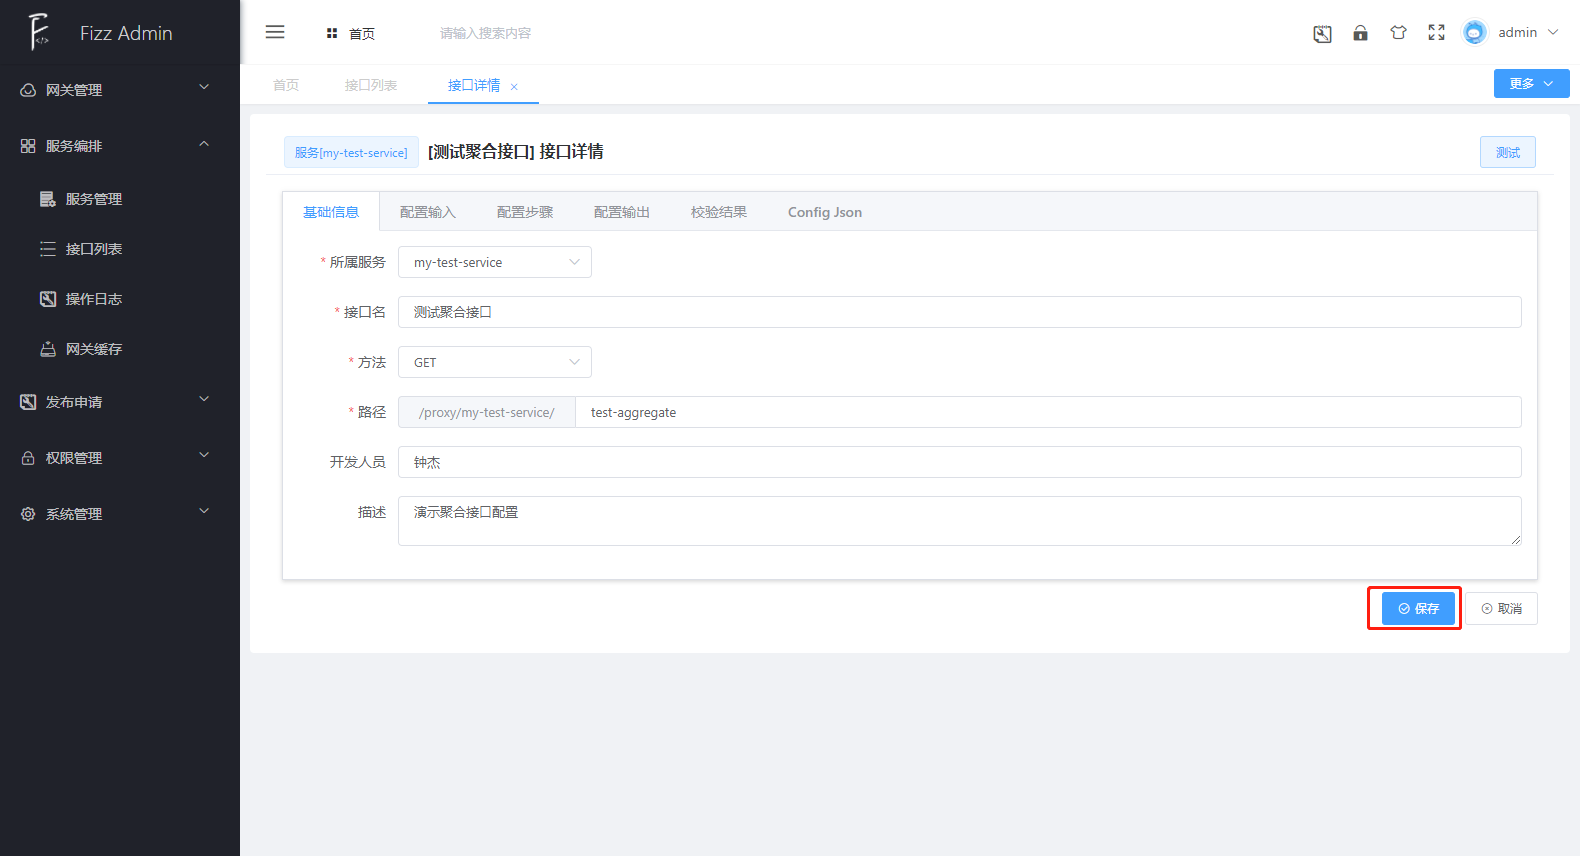 Fizz Admin
首页
请输入搜索内容
admin
首页
接口列表
接口详情
更多
网关管理
服务编排
服务管理
接口列表
操作日志
网关缓存
发布申请
权限管理
系统管理
服务[my-test-service]
[测试聚合接口] 接口详情
测试
基础信息
配置输入
配置步骤
配置输出
校验结果
Config Json
* 所属服务
my-test-service
* 接口名
测试聚合接口
* 方法
GET
* 路径
/proxy/my-test-service/
test-aggregate
开发人员
钟杰
描述
演示聚合接口配置
保存
取消